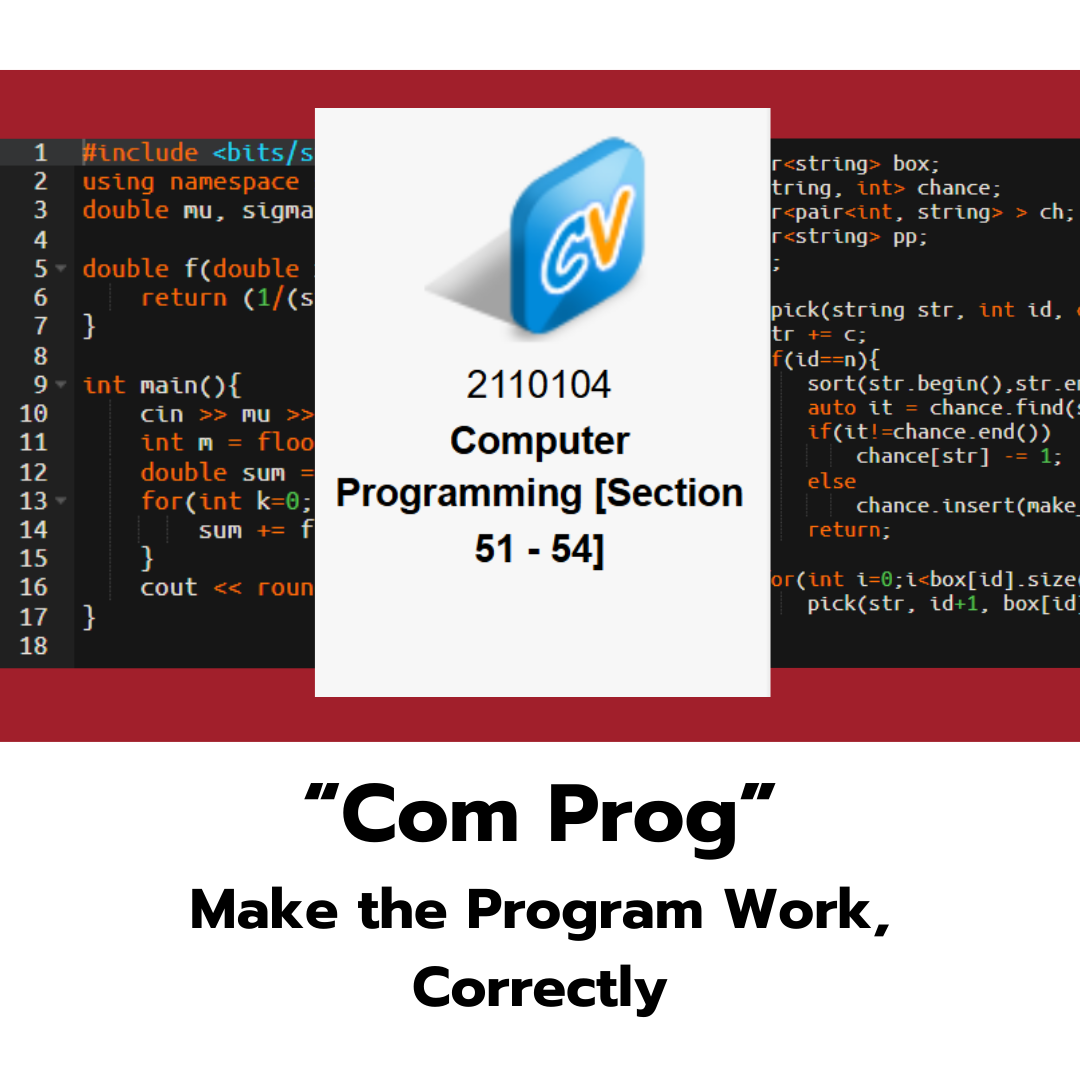 1 #include <bits/s
2 using namespace
3 double mu, sigma
4
5 double f(double
6 return (1/(s
7 }
8
9 int main(){
10 cin >> mu >>
11 int m = floo
12 double sum =
13 for(int k=0;
14 sum += f
15 }
16 cout << roun
17 }
18
CV
2110104
Computer
Programming [Section
51 - 54]
r<string> box;
tring, int> chance;
r<pair<int, string> > ch;
r<string> pp;
;
pick(string str, int id,
tr += c;
f(id==n){
sort(str.begin(),str.en
auto it = chance.find(s
if(it!=chance.end())
chance[str] -= 1;
else
chance.insert(make_
return;
or(int i=0;i<box[id].size(
pick(str, id+1, box[id]
“Com Prog”
Make the Program Work,
Correctly